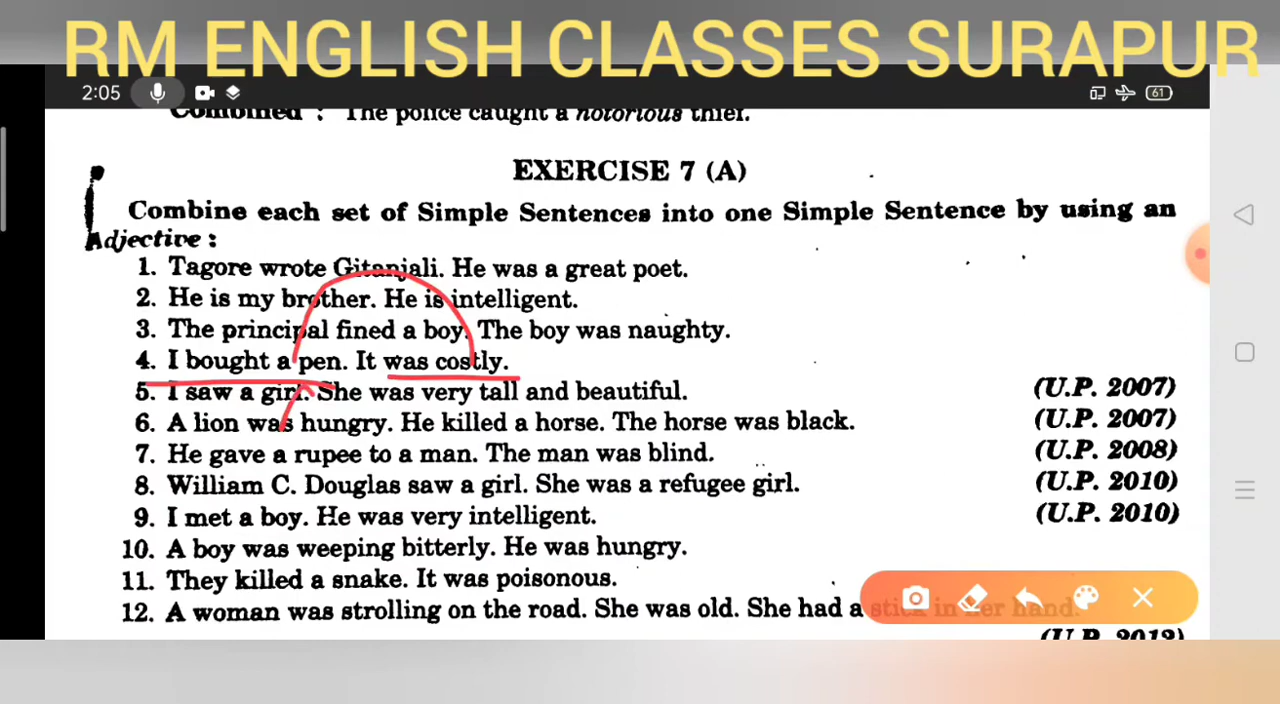 RM ENGLISH CLASSES SURAPUR
2:05 61
Combined : The police caught a notorious thief.
EXERCISE 7 (A)
Combine each set of Simple Sentences into one Simple Sentence by using an
Adjective :
1. Tagore wrote Gitanjali. He was a great poet.
2. He is my brother. He is intelligent.
3. The principal fined a boy. The boy was naughty.
4. I bought a pen. It was costly.
5. I saw a girl. She was very tall and beautiful. (U.P. 2007)
6. A lion was hungry. He killed a horse. The horse was black. (U.P. 2007)
7. He gave a rupee to a man. The man was blind. (U.P. 2008)
8. William C. Douglas saw a girl. She was a refugee girl. (U.P. 2010)
9. I met a boy. He was very intelligent. (U.P. 2010)
10. A boy was weeping bitterly. He was hungry.
11. They killed a snake. It was poisonous.
12. A woman was strolling on the road. She was old. She had a stick in her hand.
(U.P. 2012)